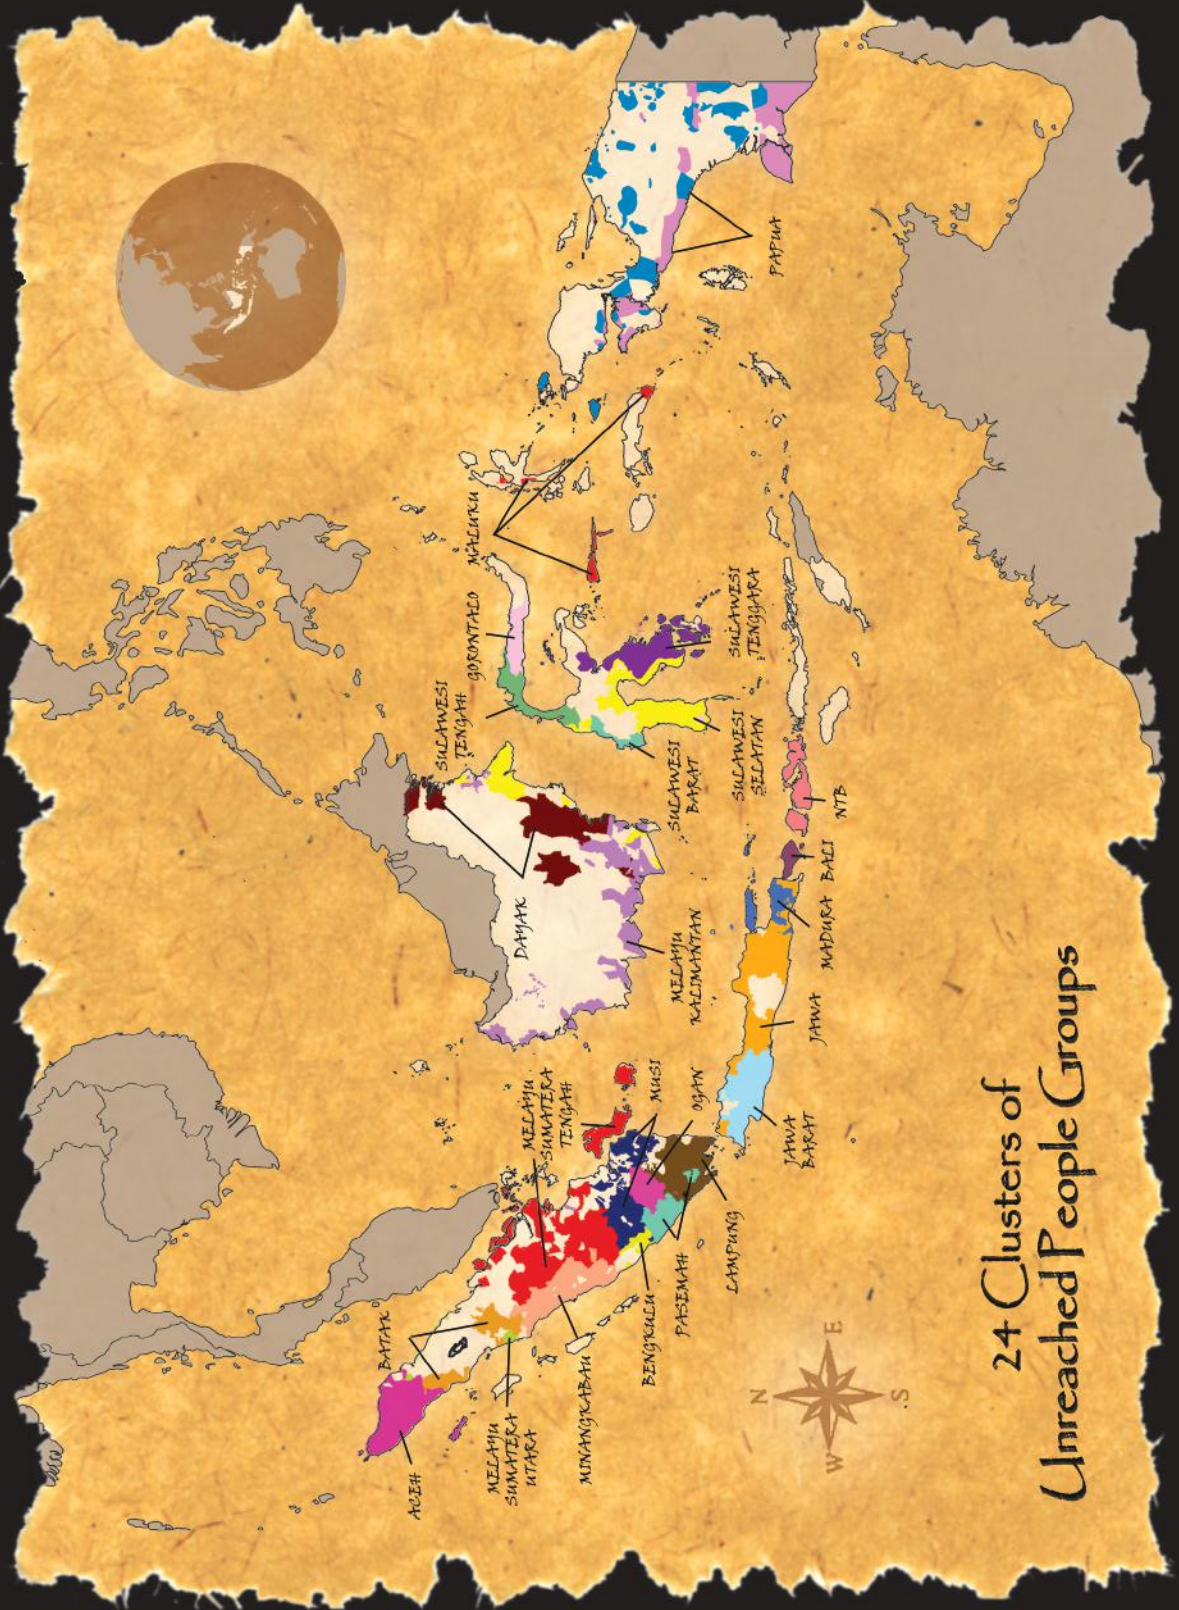 ACEH
BATAK
MELAYU
SUMATERA
UTARA
MINANGKABAU
MELAYU
SUMATERA
TENGAH
BENGKULU
PASEMAH
LAMPUNG
MUSI
OGAN
JAWA
BARAT
JAWA
MADURA
BALI
NTB
DAYAK
MELAYU
KALIMANTAN
SULAWESI
TENGAH
GORONTALO
SULAWESI
BARAT
SULAWESI
SELATAN
SULAWESI
TENGGARA
MALUKU
PAPUA
N
W
E
S
24 Clusters of
Unreached People Groups